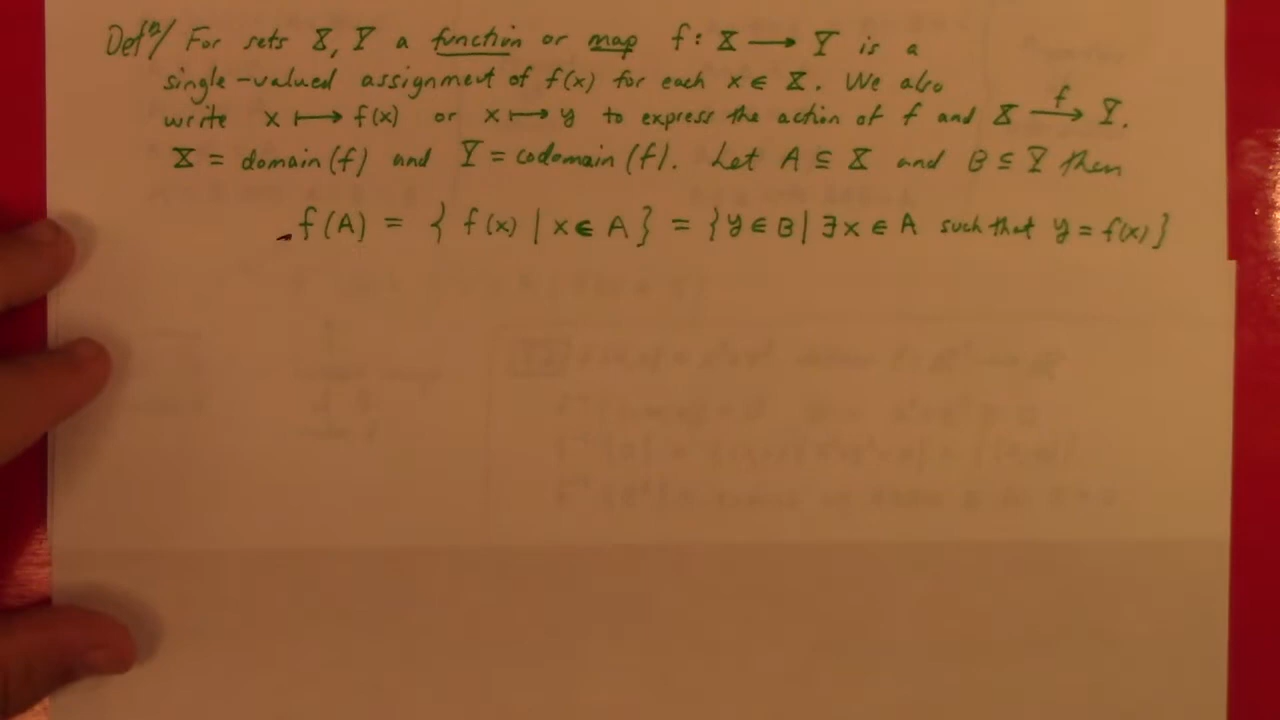 Defⁿ/ For sets X, Y a function or map f: X ⟶ Y is a
single-valued assignment of f(x) for each x ∈ X. We also
write x ⟼ f(x) or x ⟼ y to express the action of f and X —f→ Y.
X = domain(f) and Y = codomain(f). Let A ⊆ X and B ⊆ Y then
f(A) = { f(x) | x ∈ A } = { y ∈ B | ∃x ∈ A such that y = f(x) }